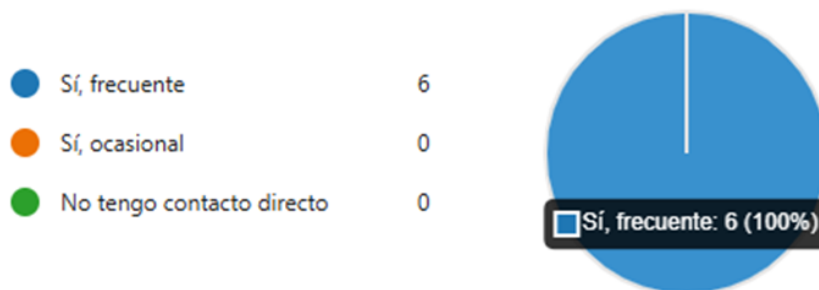 Sí, frecuente 6
Sí, ocasional 0
No tengo contacto directo 0
Sí, frecuente: 6 (100%)